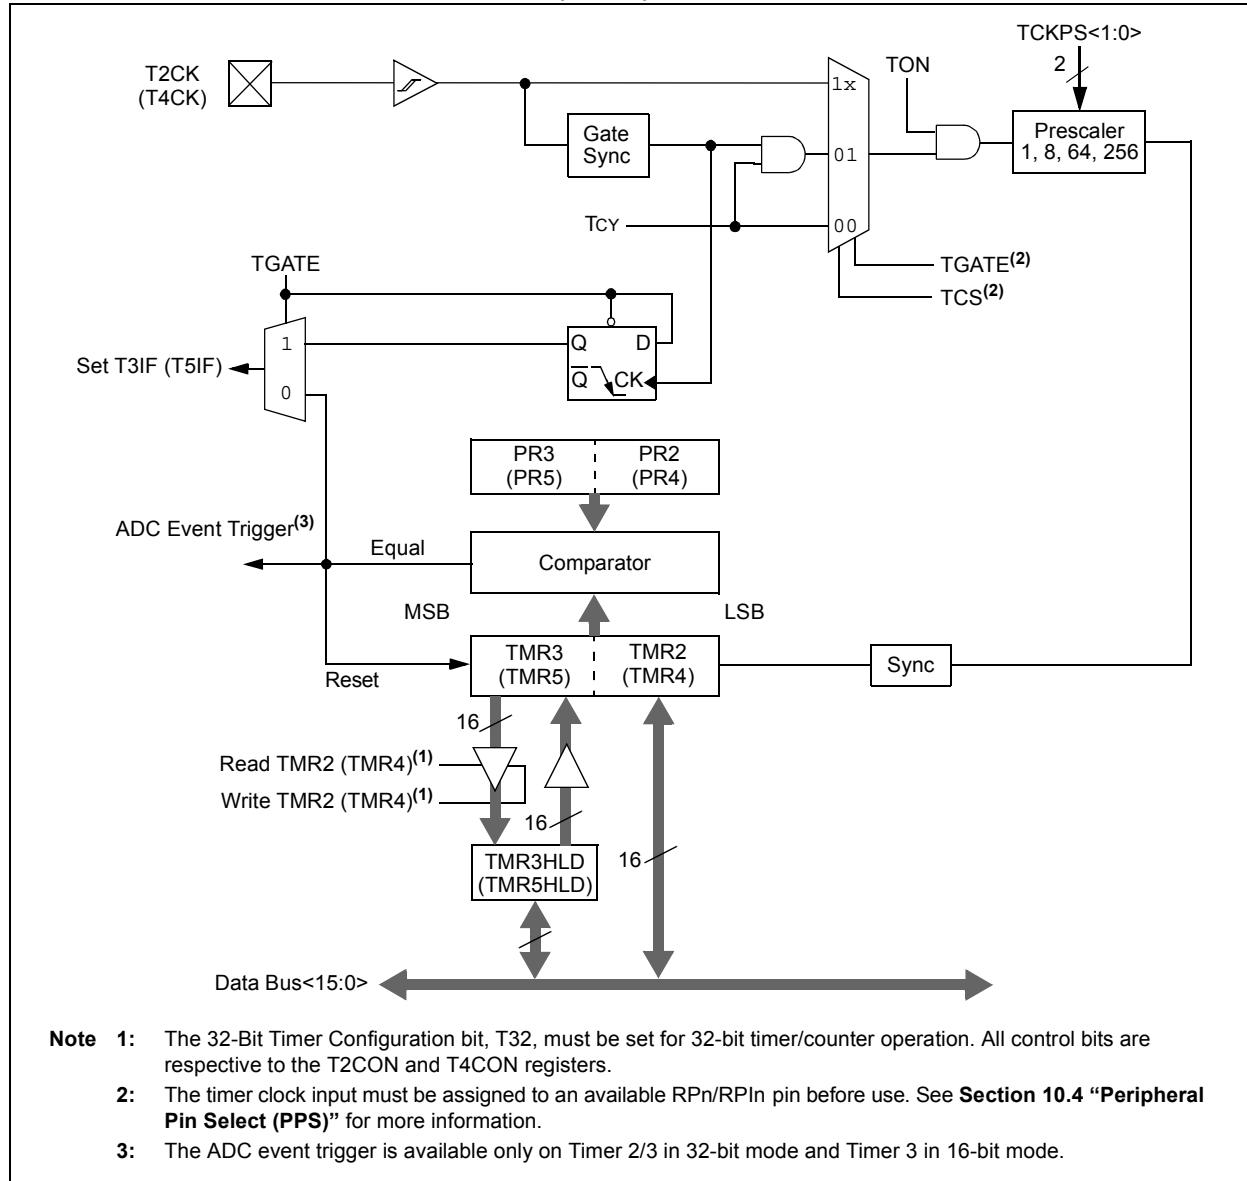 TCKPS<1:0>
2
T2CK
(T4CK)
TON
1x
Gate
Sync
Prescaler
1, 8, 64, 256
01
TCY
00
TGATE(2)
TCS(2)
TGATE
1
Q
D
Set T3IF (T5IF)
0
Q
CK
PR3
(PR5)
PR2
(PR4)
ADC Event Trigger(3)
Equal
Comparator
MSB
LSB
TMR3
(TMR5)
TMR2
(TMR4)
Sync
Reset
16
Read TMR2 (TMR4)(1)
Write TMR2 (TMR4)(1)
16
16
TMR3HLD
(TMR5HLD)
Data Bus<15:0>
Note 1: The 32-Bit Timer Configuration bit, T32, must be set for 32-bit timer/counter operation. All control bits are
respective to the T2CON and T4CON registers.
2: The timer clock input must be assigned to an available RPn/RPIn pin before use. See Section 10.4 “Peripheral
Pin Select (PPS)” for more information.
3: The ADC event trigger is available only on Timer 2/3 in 32-bit mode and Timer 3 in 16-bit mode.